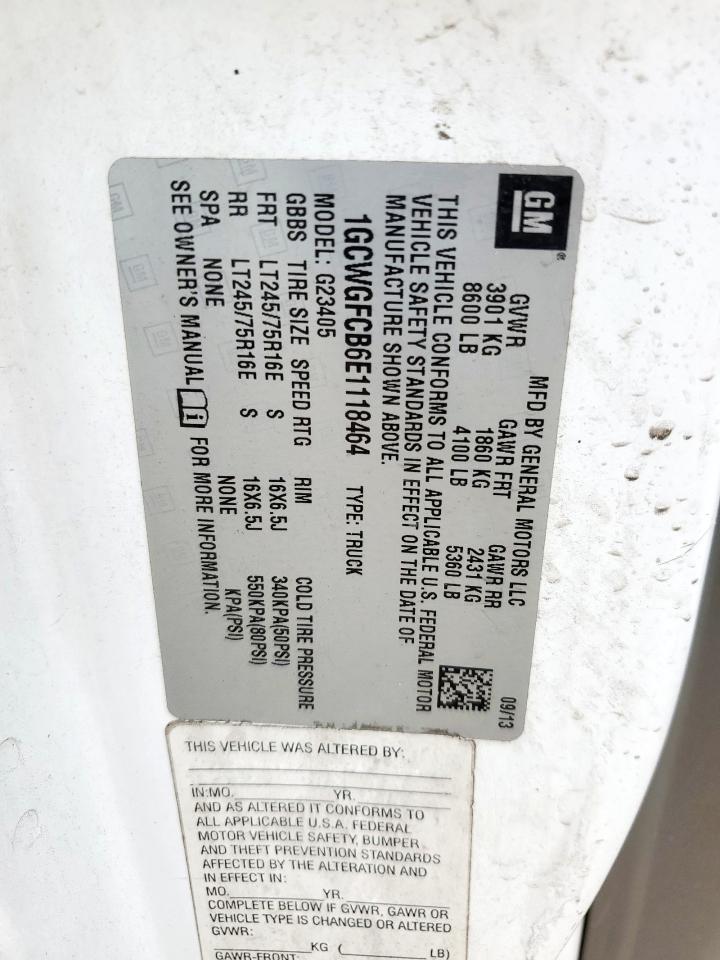 GM®
MFD BY GENERAL MOTORS LLC 09/13
GVWR GAWR FRT GAWR RR
3901 KG 1860 KG 2431 KG
8600 LB 4100 LB 5360 LB
THIS VEHICLE CONFORMS TO ALL APPLICABLE U.S. FEDERAL MOTOR
VEHICLE SAFETY STANDARDS IN EFFECT ON THE DATE OF
MANUFACTURE SHOWN ABOVE.
1GCWGFCB6E1118464 TYPE: TRUCK
MODEL: G23405
GBBS TIRE SIZE SPEED RTG RIM COLD TIRE PRESSURE
FRT LT245/75R16E S 16X6.5J 340KPA(50PSI)
RR LT245/75R16E S 16X6.5J 550KPA(80PSI)
SPA NONE NONE KPA(PSI)
SEE OWNER'S MANUAL i FOR MORE INFORMATION.
THIS VEHICLE WAS ALTERED BY:
IN:MO. YR.
AND AS ALTERED IT CONFORMS TO
ALL APPLICABLE U.S.A. FEDERAL
MOTOR VEHICLE SAFETY, BUMPER
AND THEFT PREVENTION STANDARDS
AFFECTED BY THE ALTERATION AND
IN EFFECT IN:
MO. YR.
COMPLETE BELOW IF GVWR, GAWR OR
VEHICLE TYPE IS CHANGED OR ALTERED
GVWR:
KG ( LB)
GAWR-FRONT: